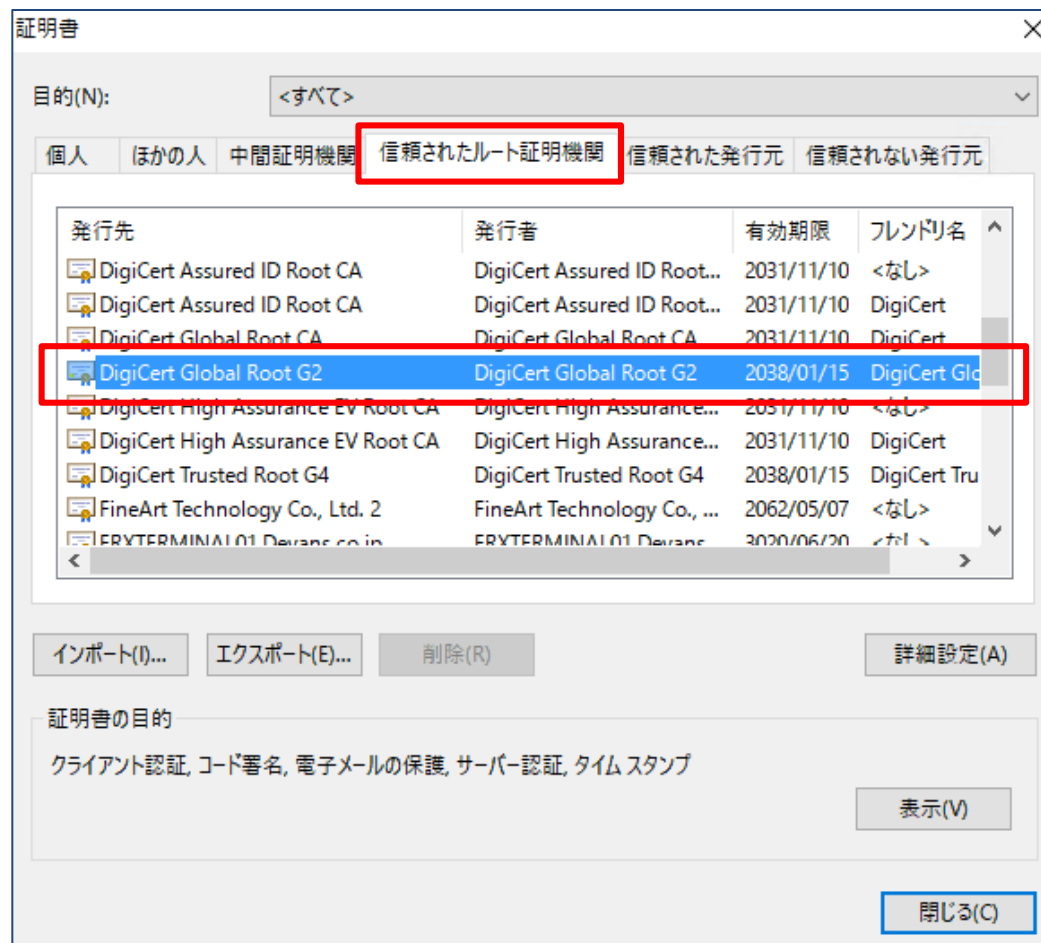 証明書
目的(N): <すべて>
個人 ほかの人 中間証明機関 信頼されたルート証明機関 信頼された発行元 信頼されない発行元
発行先 発行者 有効期限 フレンドリ名
DigiCert Assured ID Root CA DigiCert Assured ID Root... 2031/11/10 <なし>
DigiCert Assured ID Root CA DigiCert Assured ID Root... 2031/11/10 DigiCert
DigiCert Global Root CA DigiCert Global Root CA 2031/11/10 DigiCert
DigiCert Global Root G2 DigiCert Global Root G2 2038/01/15 DigiCert Glo
DigiCert High Assurance EV Root CA DigiCert High Assurance... 2031/11/10 <なし>
DigiCert High Assurance EV Root CA DigiCert High Assurance... 2031/11/10 DigiCert
DigiCert Trusted Root G4 DigiCert Trusted Root G4 2038/01/15 DigiCert Tru
FineArt Technology Co., Ltd. 2 FineArt Technology Co., ... 2062/05/07 <なし>
3020/06/20 <なし>
インポート(I)... エクスポート(E)... 削除(R) 詳細設定(A)
証明書の目的
クライアント認証, コード署名, 電子メールの保護, サーバー認証, タイム スタンプ
表示(V)
閉じる(C)